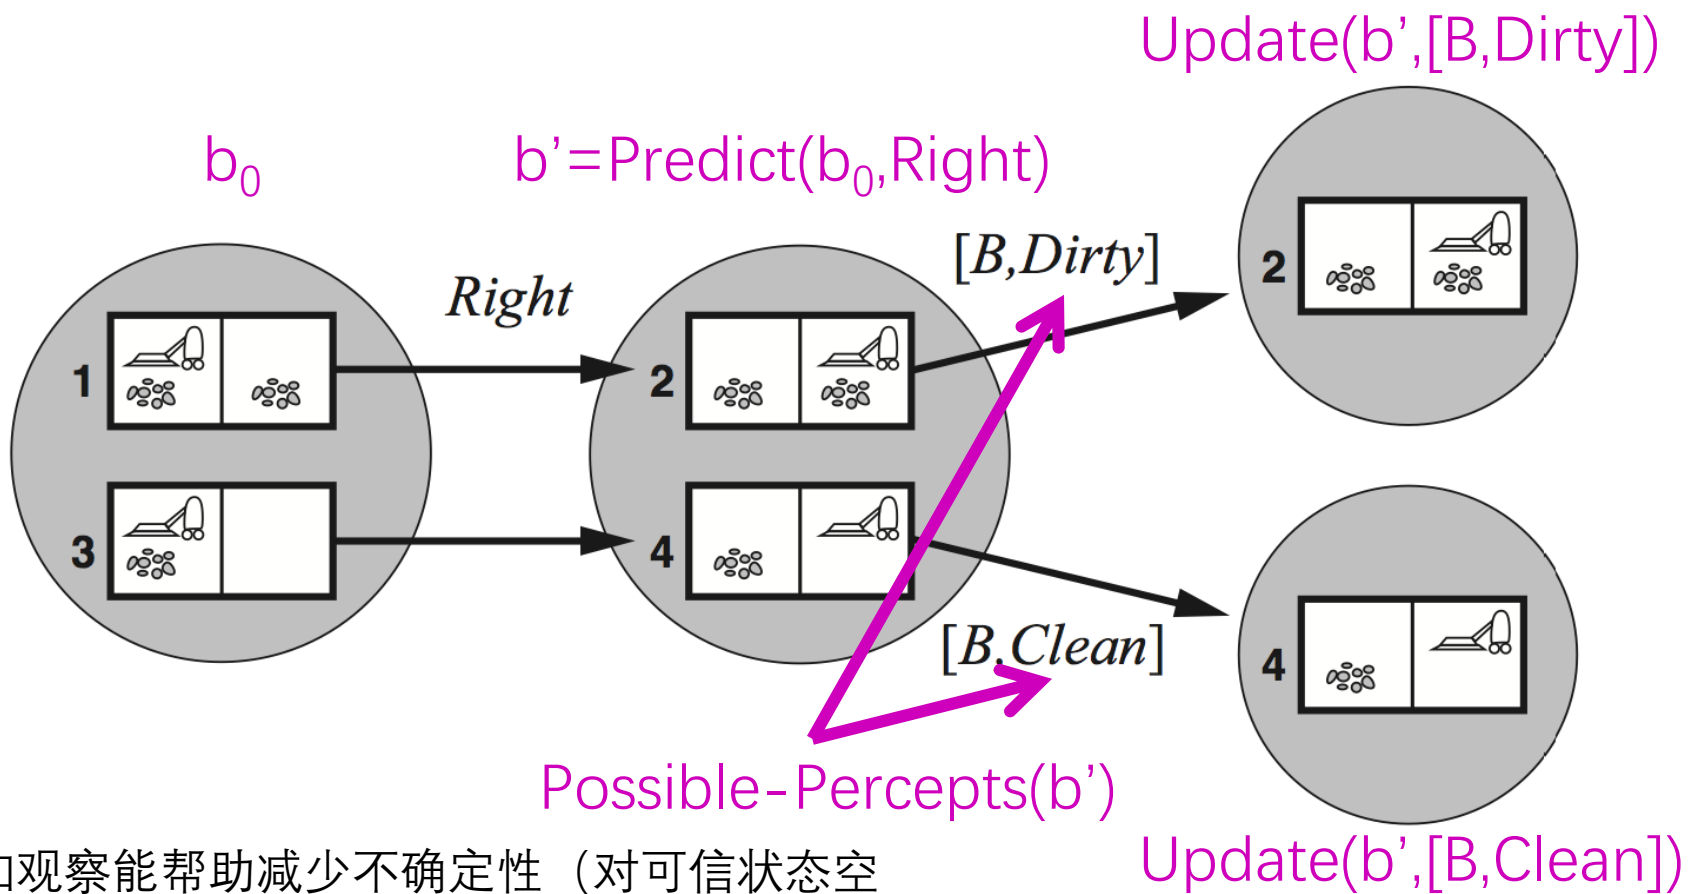 Update(b’,[B,Dirty])
b₀
b’=Predict(b₀,Right)
[B,Dirty]
Right
1
2
2
3
4
4
[B.Clean]
Possible-Percepts(b’)
Update(b’,[B,Clean])
观察能帮助减少不确定性（对可信状态空